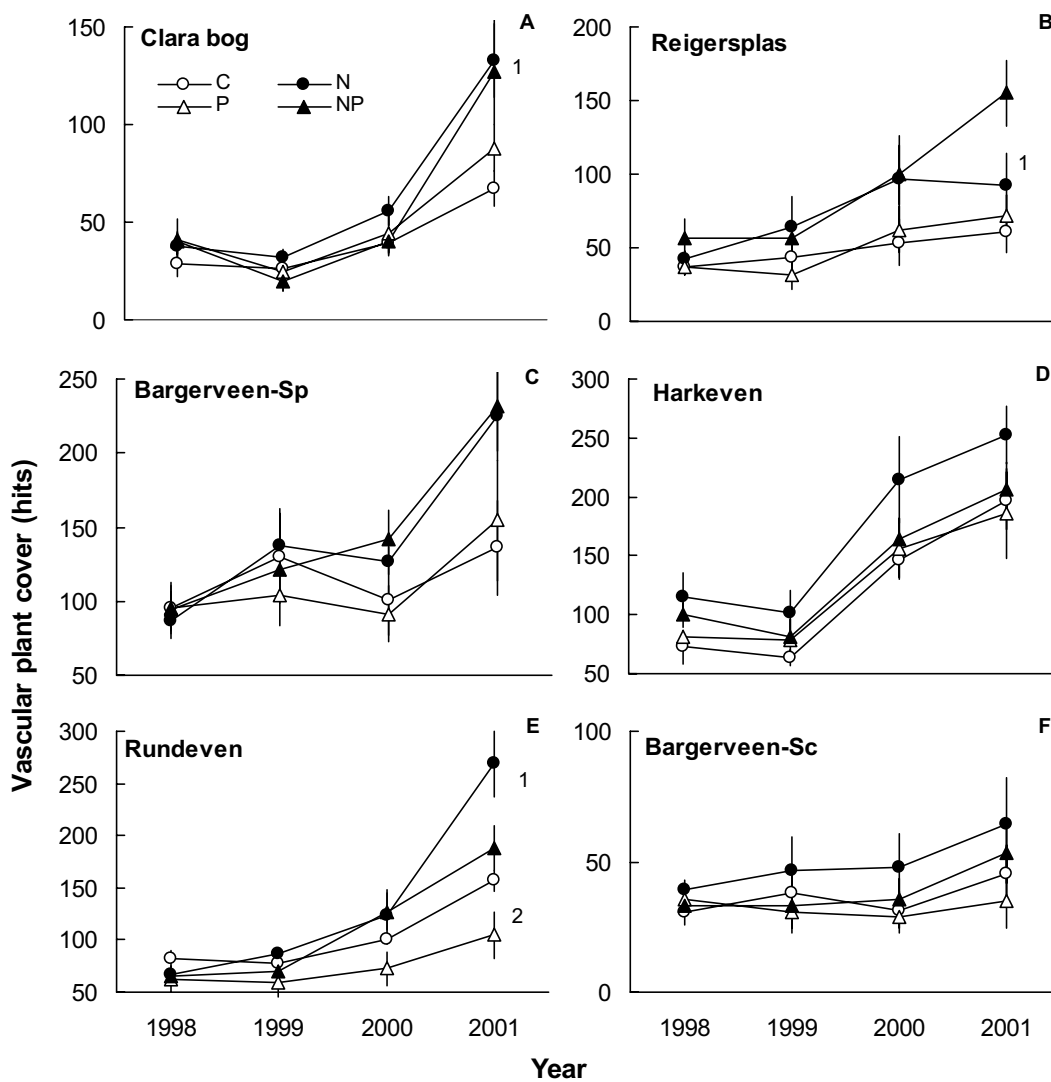 Vascular plant cover (hits)
A
Clara bog
C
N
P
NP
1
150
100
50
0
B
Reigersplas
1
200
150
100
50
0
C
Bargerveen-Sp
250
200
150
100
50
D
Harkeven
300
250
200
150
100
50
E
Rundeven
1
2
300
250
200
150
100
50
1998 1999 2000 2001
F
Bargerveen-Sc
100
50
0
1998 1999 2000 2001
Year